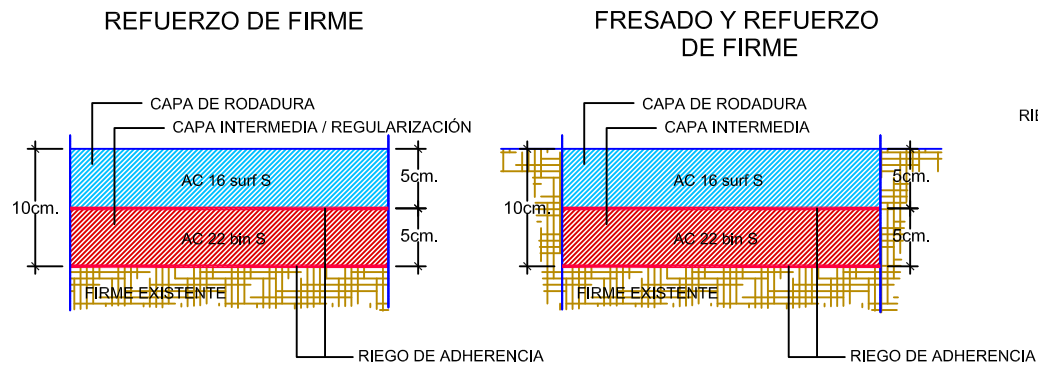 REFUERZO DE FIRME
CAPA DE RODADURA
CAPA INTERMEDIA / REGULARIZACIÓN
AC 16 surf S
5cm.
10cm.
AC 22 bin S
5cm.
FIRME EXISTENTE
RIEGO DE ADHERENCIA
FRESADO Y REFUERZO
DE FIRME
CAPA DE RODADURA
CAPA INTERMEDIA
AC 16 surf S
5cm.
10cm.
AC 22 bin S
5cm.
FIRME EXISTENTE
RIEGO DE ADHERENCIA